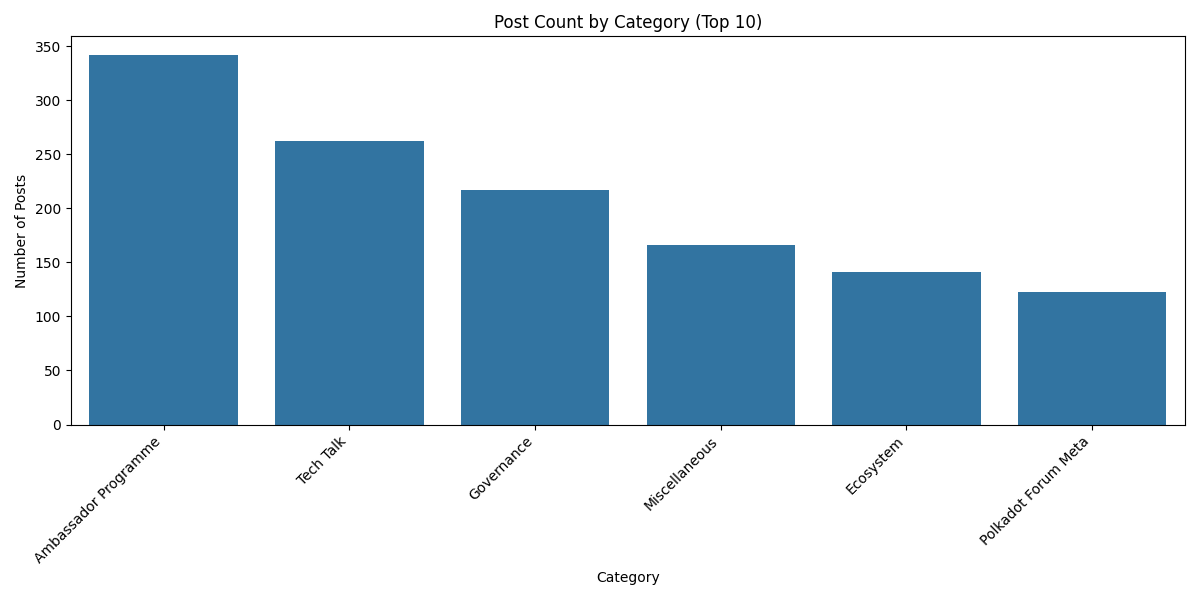 Post Count by Category (Top 10)
Number of Posts
350
300
250
200
150
100
50
0
Ambassador Programme
Tech Talk
Governance
Miscellaneous
Ecosystem
Polkadot Forum Meta
Category